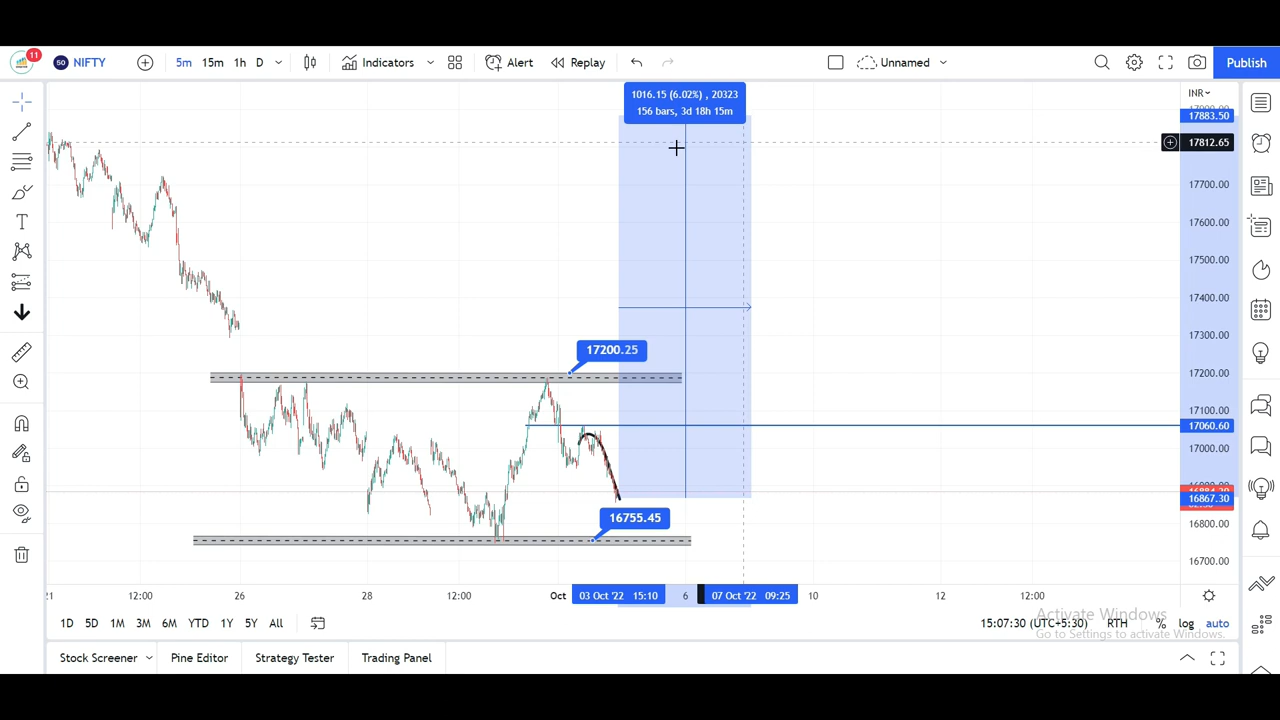 11
50 NIFTY
5m 15m 1h D
Indicators
Alert
Replay
Unnamed
Publish
1016.15 (6.02%) , 20323
156 bars, 3d 18h 15m
INR
17883.50
17812.65
17700.00
17600.00
17500.00
17400.00
17300.00
17200.00
17100.00
17060.60
17000.00
16867.30
16800.00
16700.00
17200.25
16755.45
21 12:00 26 28 12:00 Oct 03 Oct '22 15:10 6 07 Oct '22 09:25 10 12 12:00
1D 5D 1M 3M 6M YTD 1Y 5Y All
15:07:30 (UTC+5:30) RTH % log auto
Activate Windows
Go to Settings to activate Windows.
Stock Screener Pine Editor Strategy Tester Trading Panel